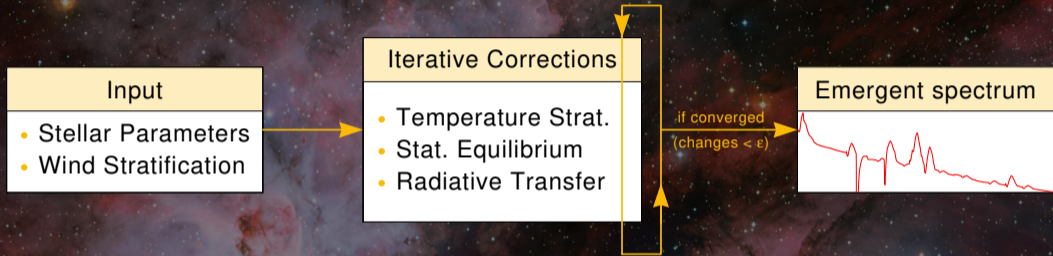 Input
• Stellar Parameters
• Wind Stratification
Iterative Corrections
• Temperature Strat.
• Stat. Equilibrium
• Radiative Transfer
if converged
(changes < ε)
Emergent spectrum